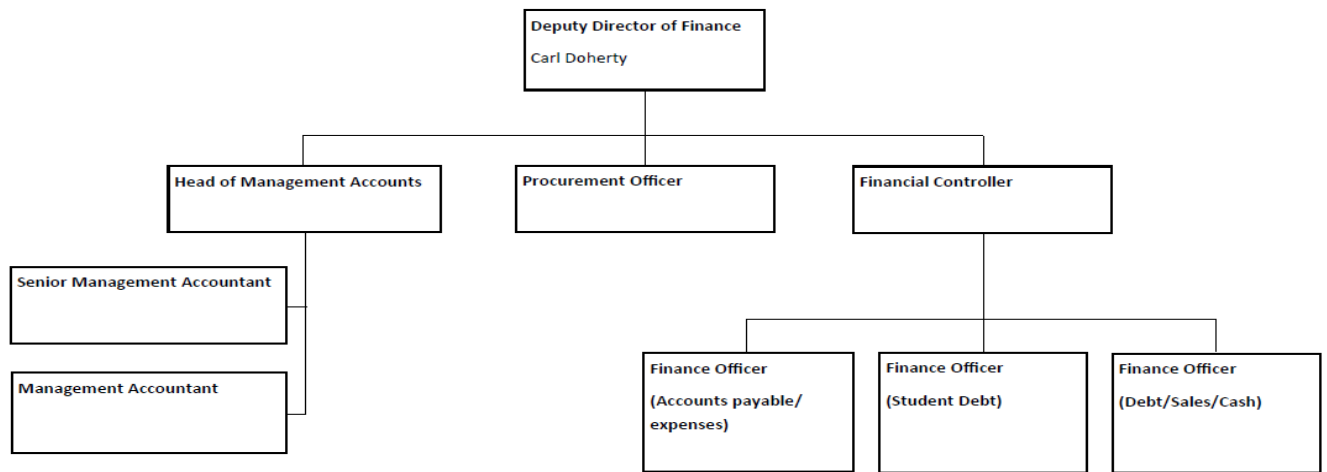 Deputy Director of Finance
Carl Doherty
Head of Management Accounts
Procurement Officer
Financial Controller
Senior Management Accountant
Management Accountant
Finance Officer
(Accounts payable/
expenses)
Finance Officer
(Student Debt)
Finance Officer
(Debt/Sales/Cash)